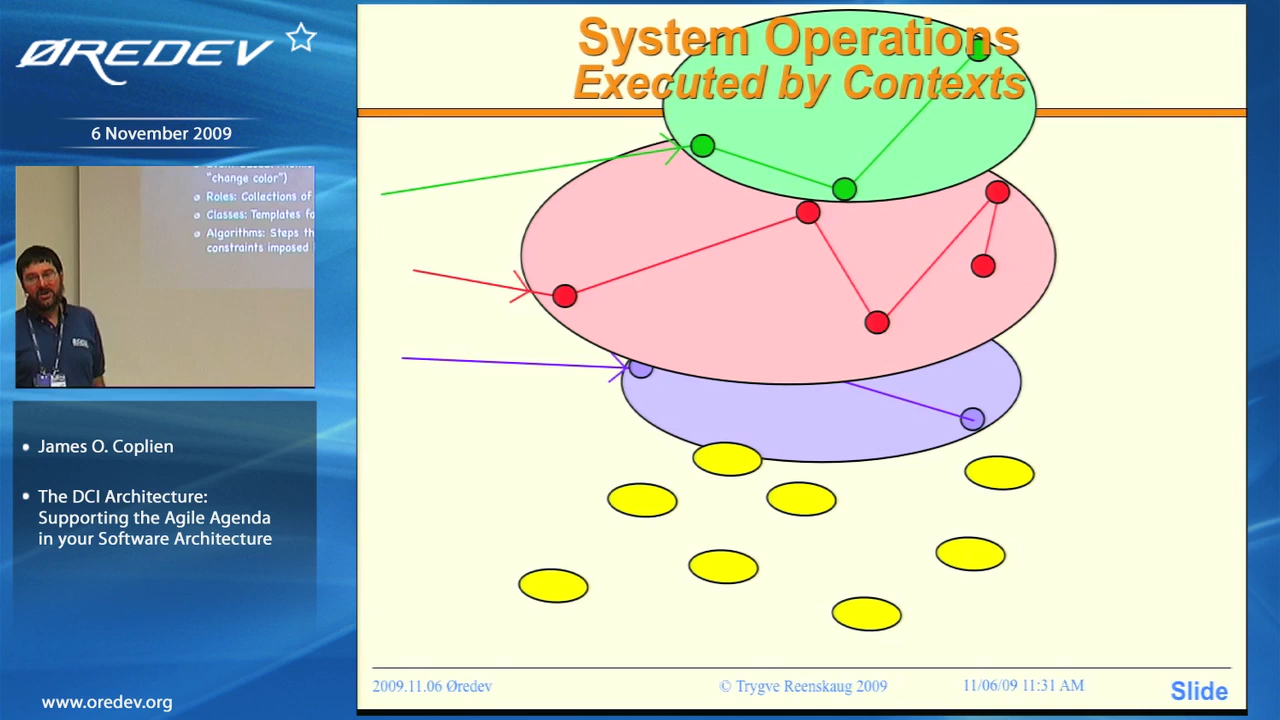 ØREDEV
6 November 2009
"change color")
Roles: Collections of
Classes: Templates fo
Algorithms: Steps th
constraints imposed
James O. Coplien
The DCI Architecture:
Supporting the Agile Agenda
in your Software Architecture
www.oredev.org
System Operations
Executed by Contexts
2009.11.06 Øredev
© Trygve Reenskaug 2009
11/06/09 11:31 AM
Slide